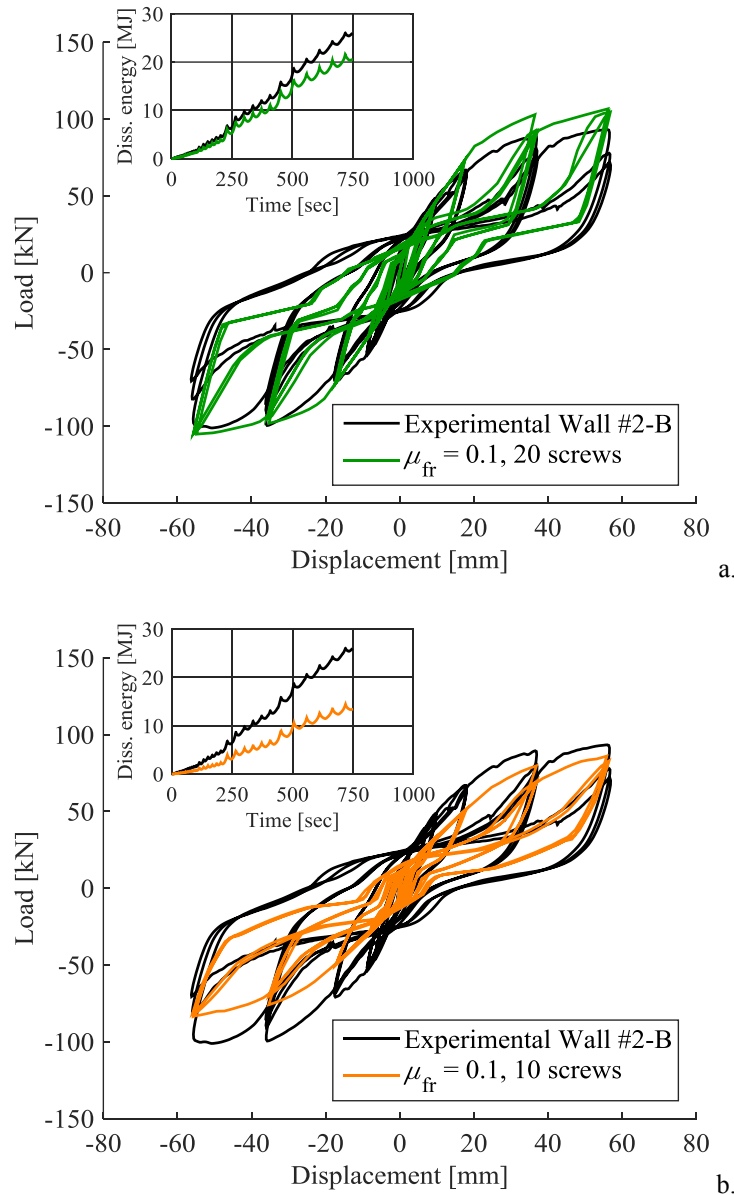 30
20
10
0
Diss. energy [MJ]
0 250 500 750 1000
Time [sec]
150
100
50
0
-50
-100
-150
Load [kN]
Experimental Wall #2-B
μfr = 0.1, 20 screws
-80 -60 -40 -20 0 20 40 60 80
Displacement [mm]
a.
30
20
10
0
Diss. energy [MJ]
0 250 500 750 1000
Time [sec]
150
100
50
0
-50
-100
-150
Load [kN]
Experimental Wall #2-B
μfr = 0.1, 10 screws
-80 -60 -40 -20 0 20 40 60 80
Displacement [mm]
b.